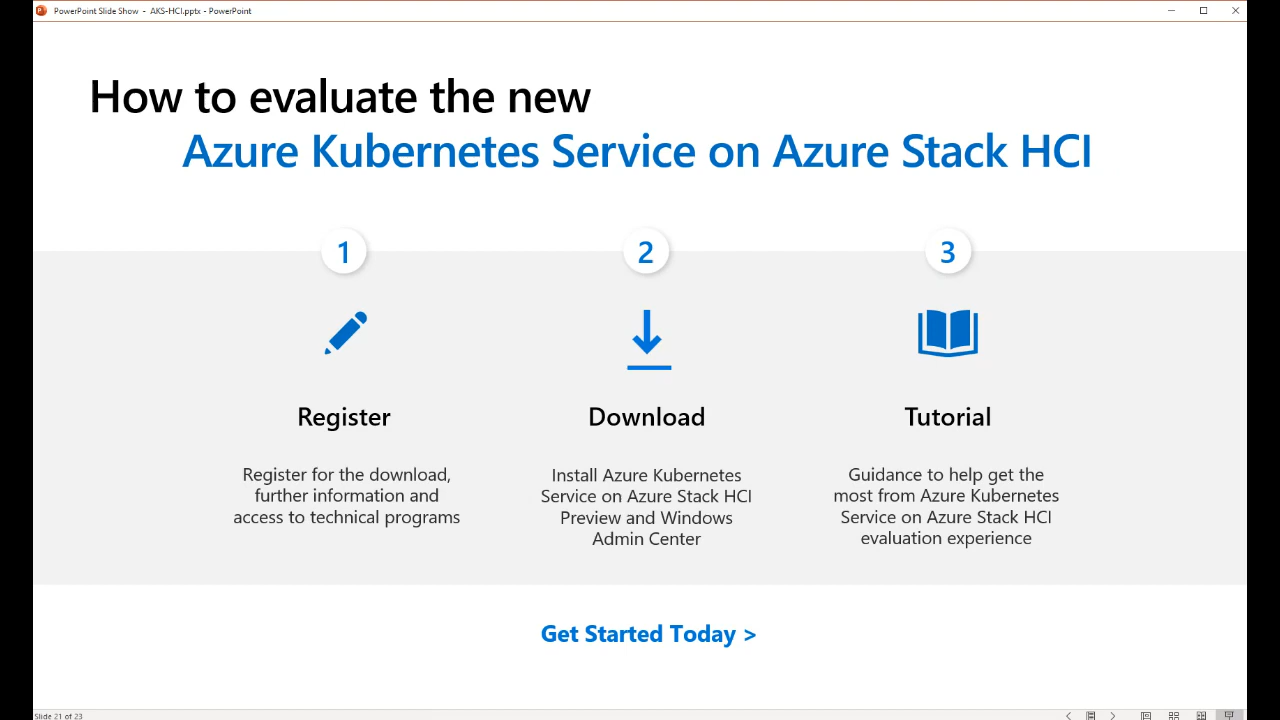 PowerPoint Slide Show - AKS-HCI.pptx - PowerPoint
How to evaluate the new
Azure Kubernetes Service on Azure Stack HCI
1
2
3
Register
Download
Tutorial
Register for the download,
further information and
access to technical programs
Install Azure Kubernetes
Service on Azure Stack HCI
Preview and Windows
Admin Center
Guidance to help get the
most from Azure Kubernetes
Service on Azure Stack HCI
evaluation experience
Get Started Today >
Slide 21 of 23